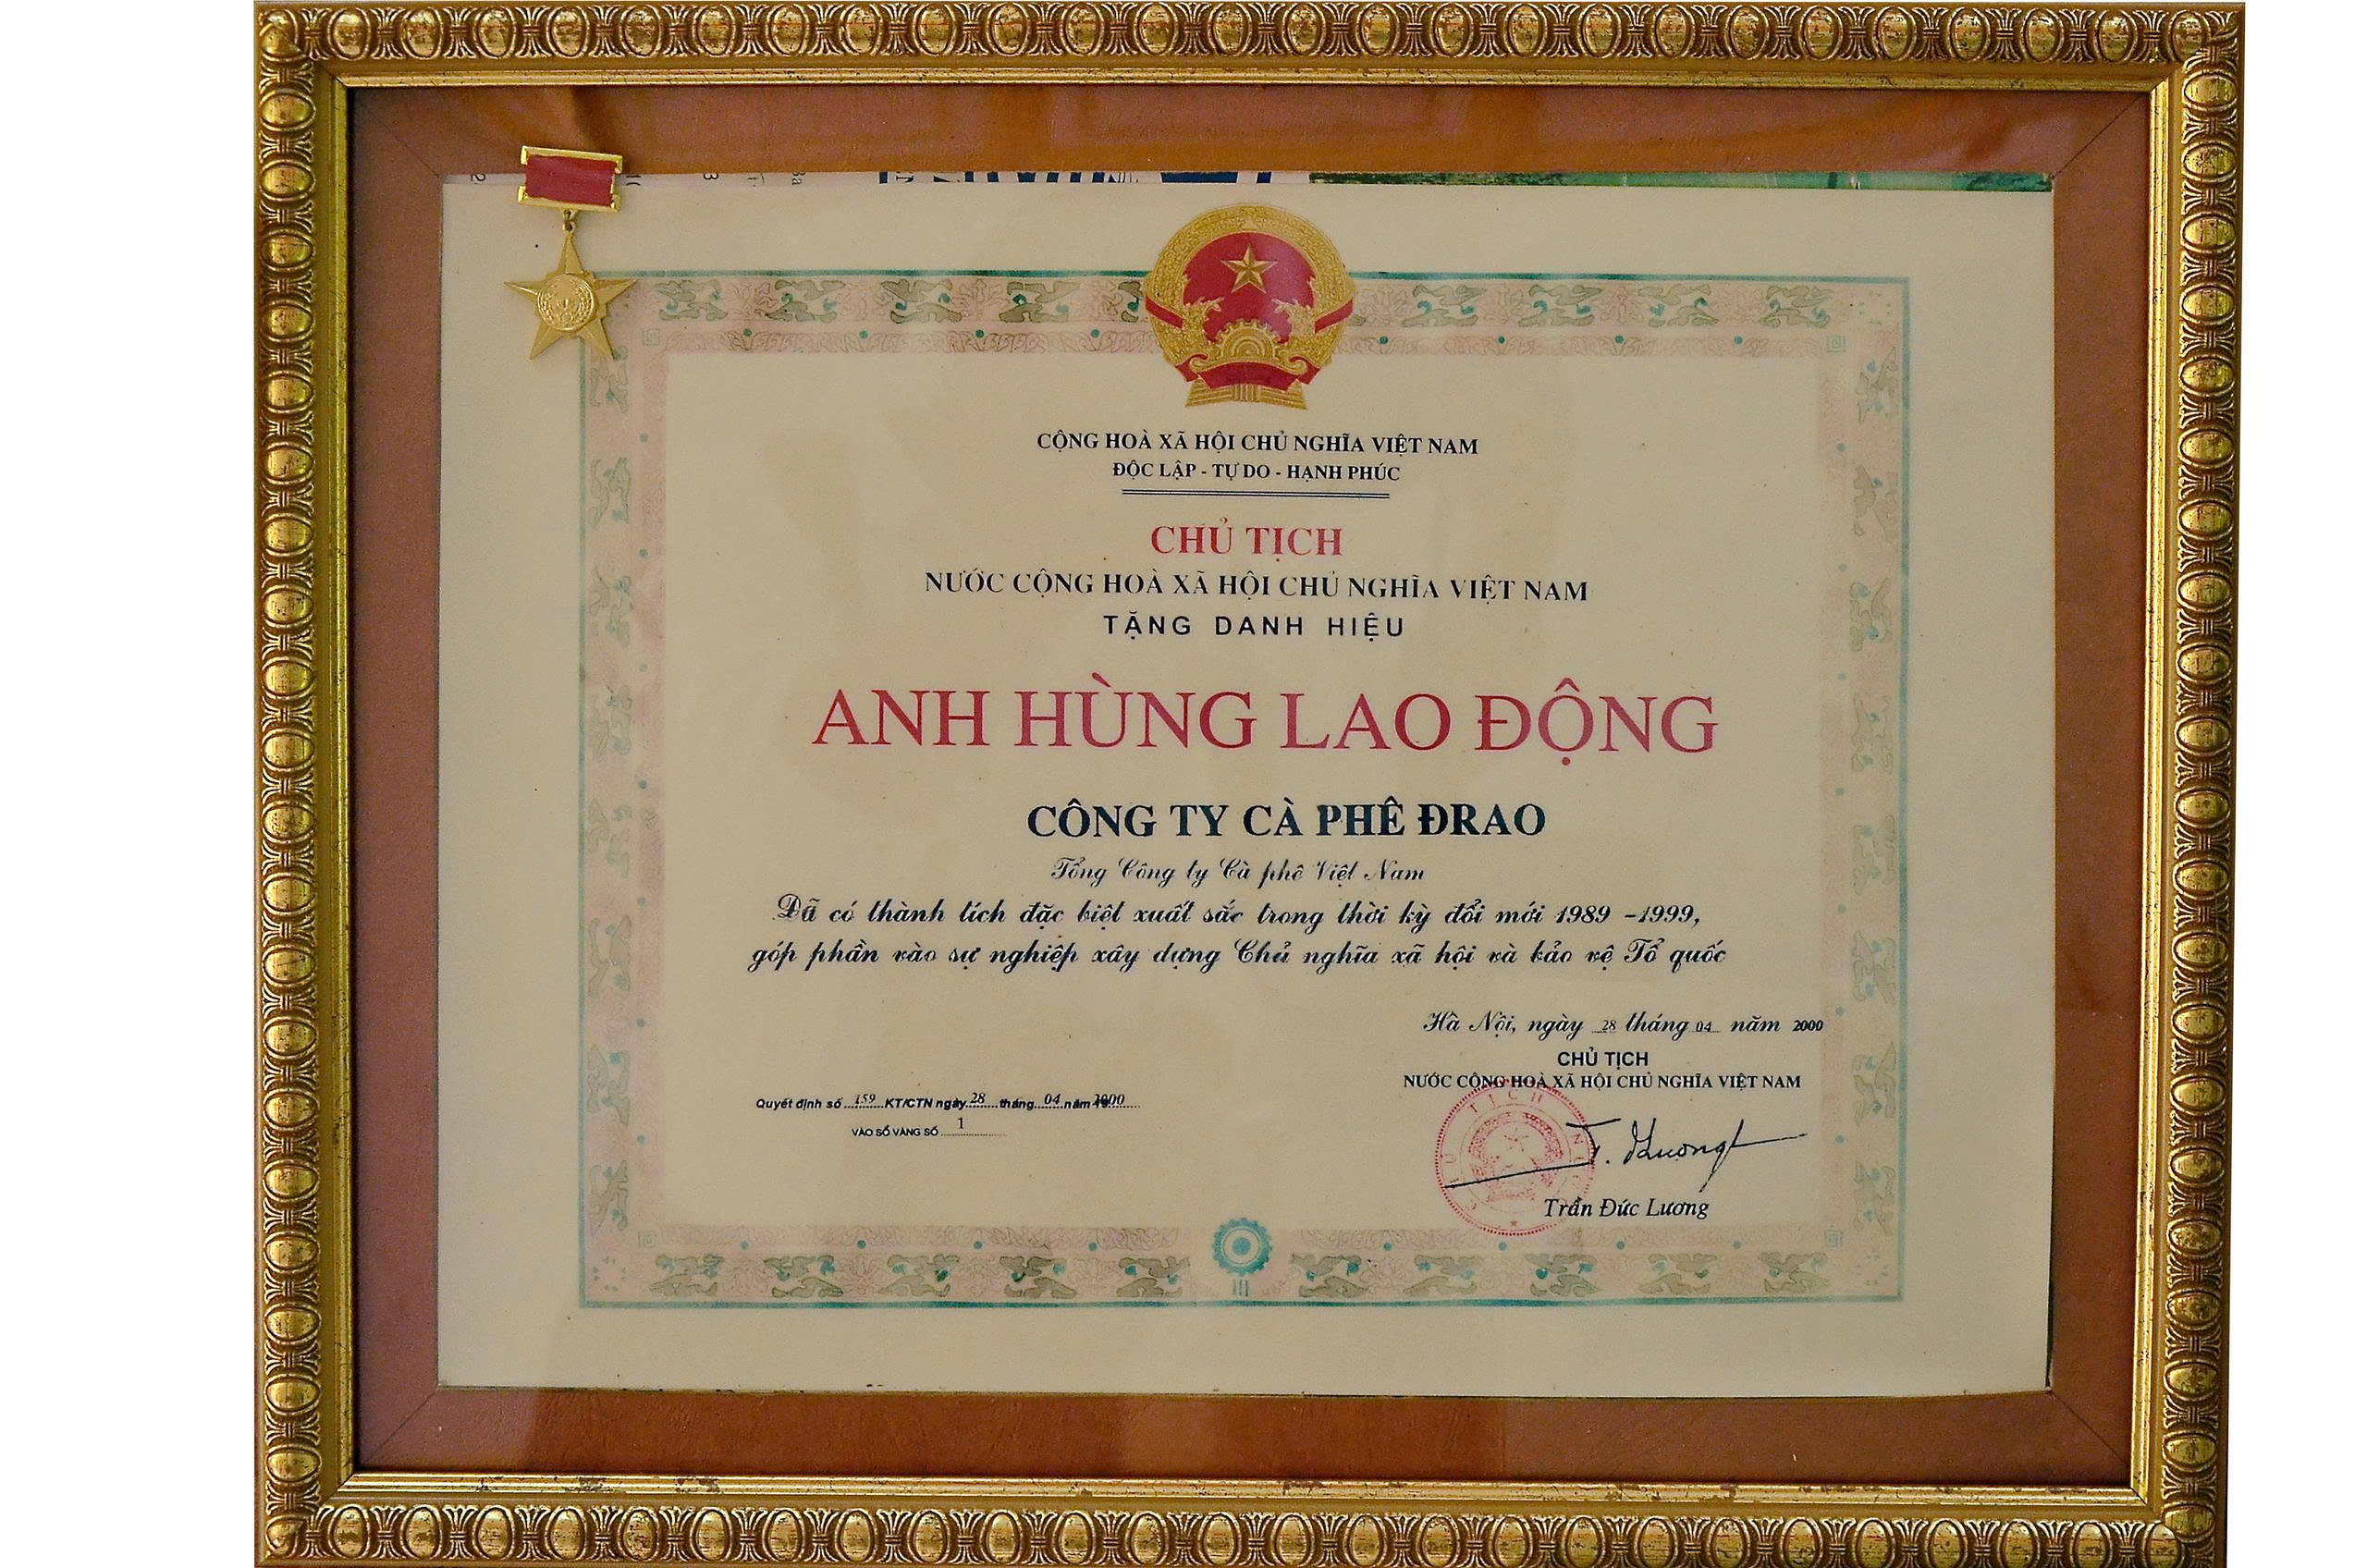 CỘNG HOÀ XÃ HỘI CHỦ NGHĨA VIỆT NAM
ĐỘC LẬP - TỰ DO - HẠNH PHÚC
CHỦ TỊCH
NƯỚC CỘNG HOÀ XÃ HỘI CHỦ NGHĨA VIỆT NAM
TẶNG DANH HIỆU
ANH HÙNG LAO ĐỘNG
CÔNG TY CÀ PHÊ ĐRAO
Tổng Công ty Cà phê Việt Nam
Đã có thành tích đặc biệt xuất sắc trong thời kỳ đổi mới 1989 -1999,
góp phần vào sự nghiệp xây dựng Chủ nghĩa xã hội và bảo vệ Tổ quốc
Hà Nội, ngày 28 tháng 04 năm 2000
CHỦ TỊCH
NƯỚC CỘNG HOÀ XÃ HỘI CHỦ NGHĨA VIỆT NAM
Quyết định số 159 KT/CTN ngày 28 tháng 04 năm 2000
VÀO SỔ VÀNG SỐ 1
Trần Đức Lương